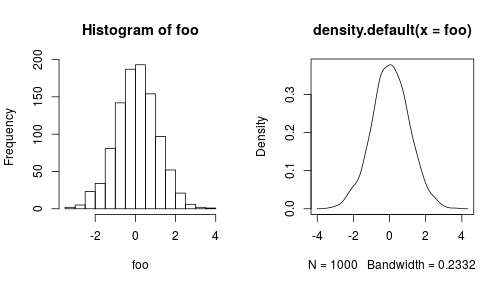 Histogram of foo
Frequency
200
150
100
50
0
-2 0 2 4
foo
density.default(x = foo)
Density
0.3
0.2
0.1
0.0
-4 -2 0 2 4
N = 1000 Bandwidth = 0.2332